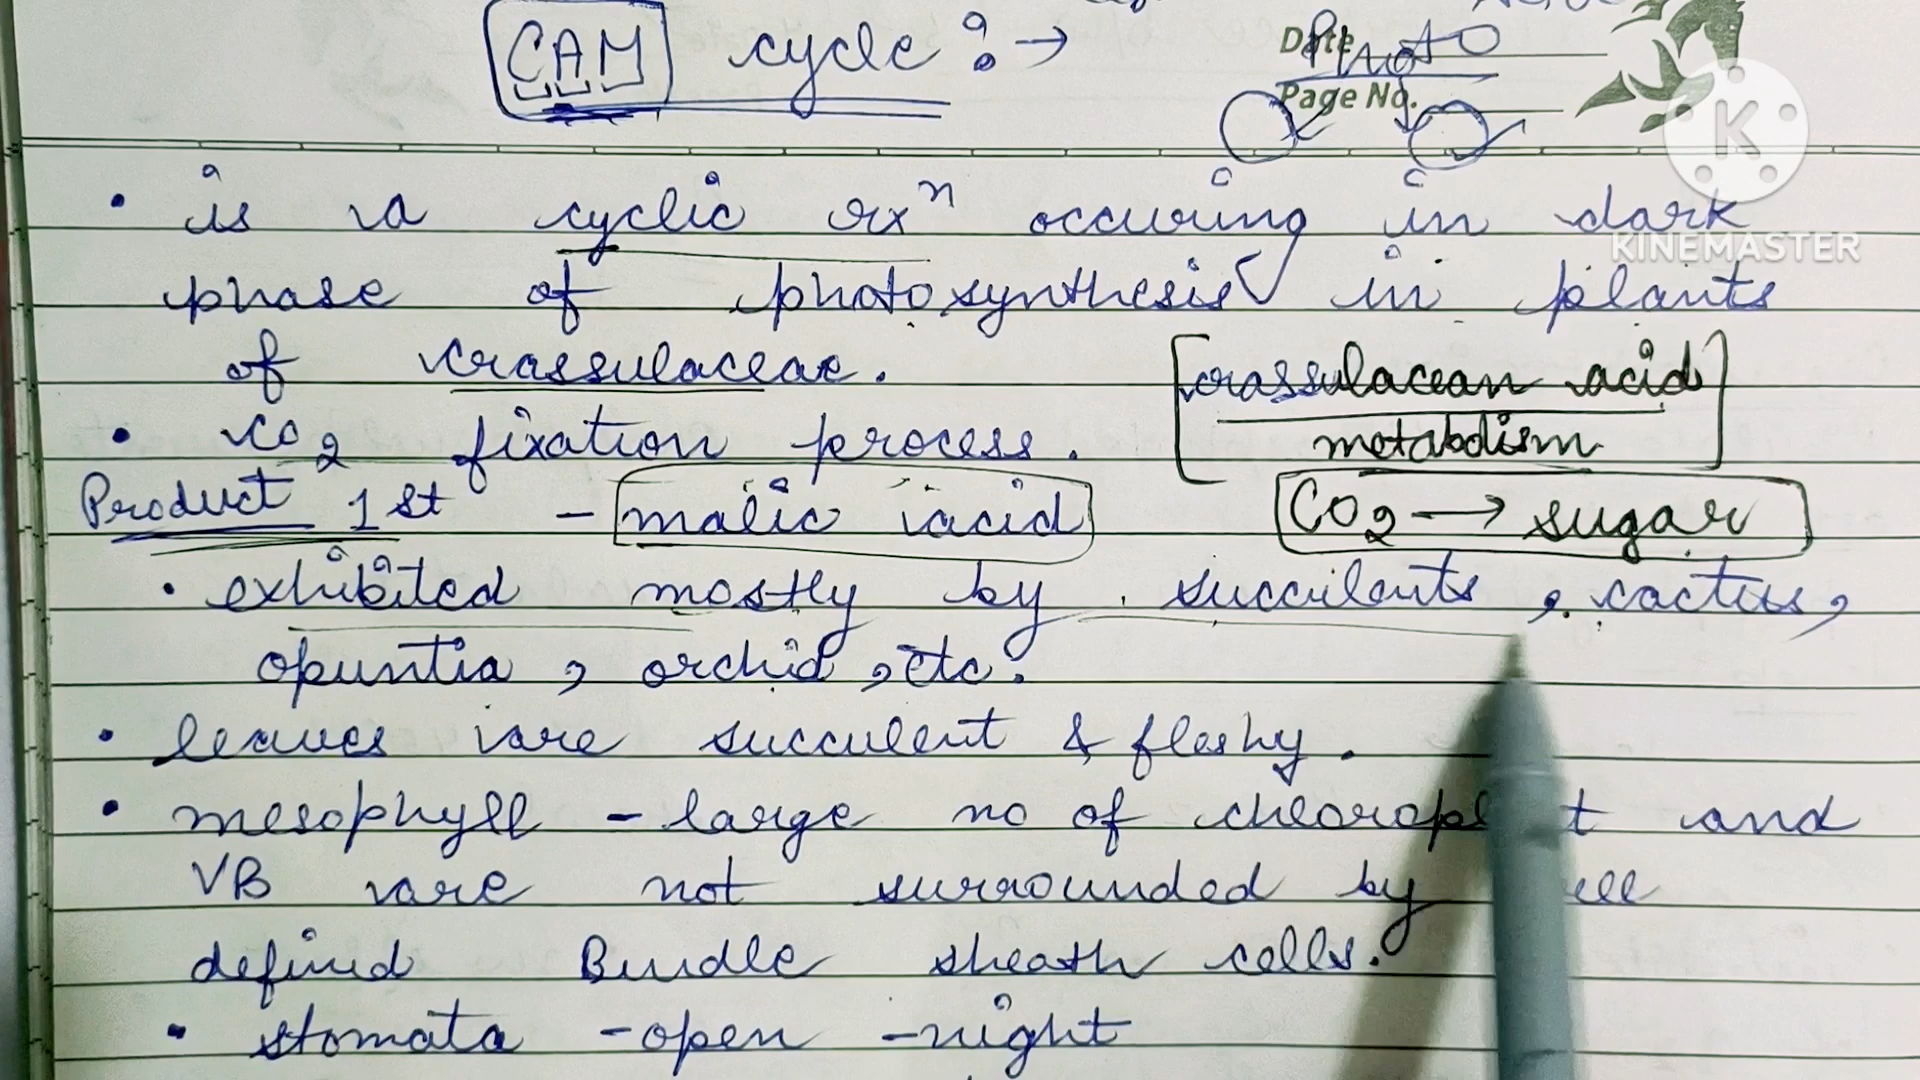 CAM cycle :→
Date
Photo
Page No.
K
KINEMASTER
• is a cyclic rxⁿ occuring in dark
phase of photosynthesis in plants
of crassulaceae.
[crassulacean acid
metabolism]
• CO₂ fixation process.
Product 1st - malic acid
CO₂ → sugar
• exhibited mostly by succulents, cactus,
opuntia, orchid, etc.
• leaves are succulent & fleshy.
• mesophyll - large no of chloropl t and
VB are not surrounded by ell
defined Bundle sheath cells.
• stomata - open - night